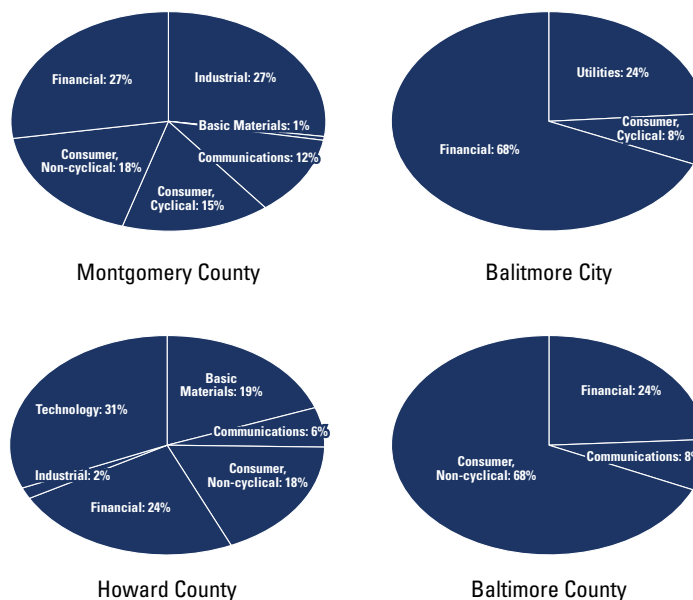 Financial: 27%
Industrial: 27%
Basic Materials: 1%
Consumer,
Non-cyclical: 18%
Communications: 12%
Consumer,
Cyclical: 15%
Montgomery County
Utilities: 24%
Consumer,
Cyclical: 8%
Financial: 68%
Balitmore City
Basic
Materials: 19%
Technology: 31%
Communications: 6%
Industrial: 2%
Consumer,
Non-cyclical: 18%
Financial: 24%
Howard County
Financial: 24%
Communications: 8%
Consumer,
Non-cyclical: 68%
Baltimore County